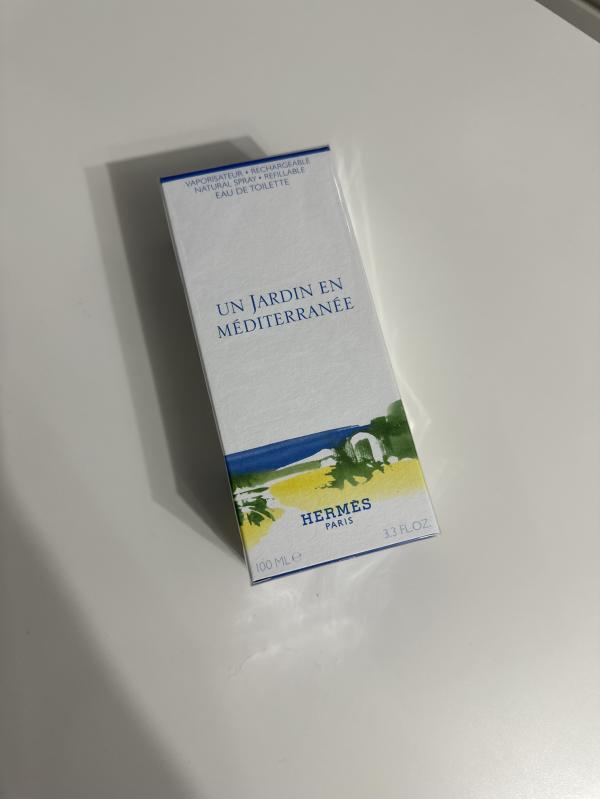 VAPORISATEUR • RECHARGEABLE
NATURAL SPRAY • REFILLABLE
EAU DE TOILETTE
UN JARDIN EN
MÉDITERRANÉE
HERMÈS
PARIS
100 ML ℮
3.3 FL.OZ.